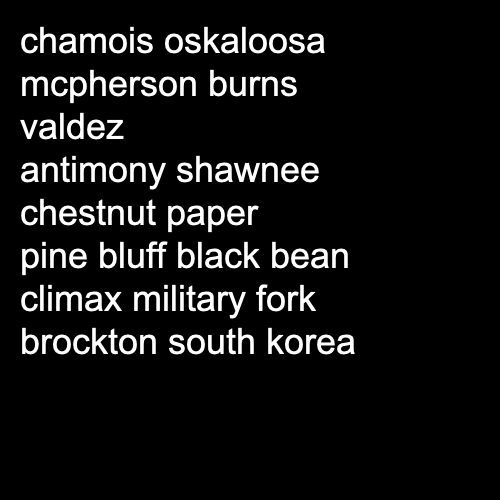 chamois oskaloosa
mcpherson burns
valdez
antimony shawnee
chestnut paper
pine bluff black bean
climax military fork
brockton south korea